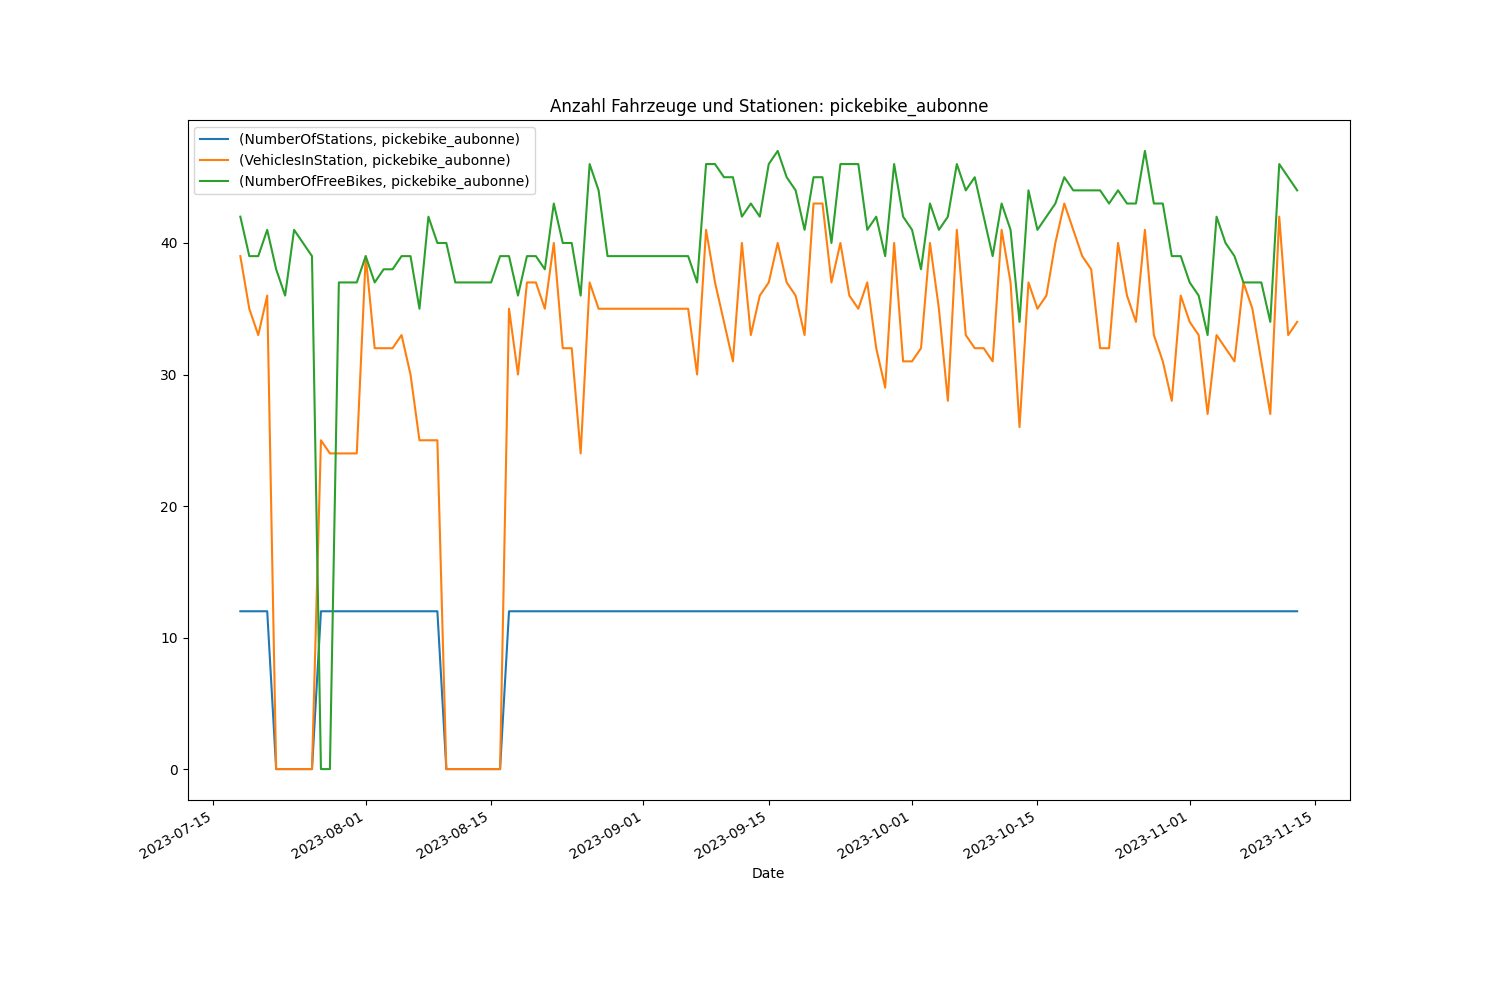 Anzahl Fahrzeuge und Stationen: pickebike_aubonne
(NumberOfStations, pickebike_aubonne)
(VehiclesInStation, pickebike_aubonne)
(NumberOfFreeBikes, pickebike_aubonne)
40
30
20
10
0
2023-07-15
2023-08-01
2023-08-15
2023-09-01
2023-09-15
2023-10-01
2023-10-15
2023-11-01
2023-11-15
Date